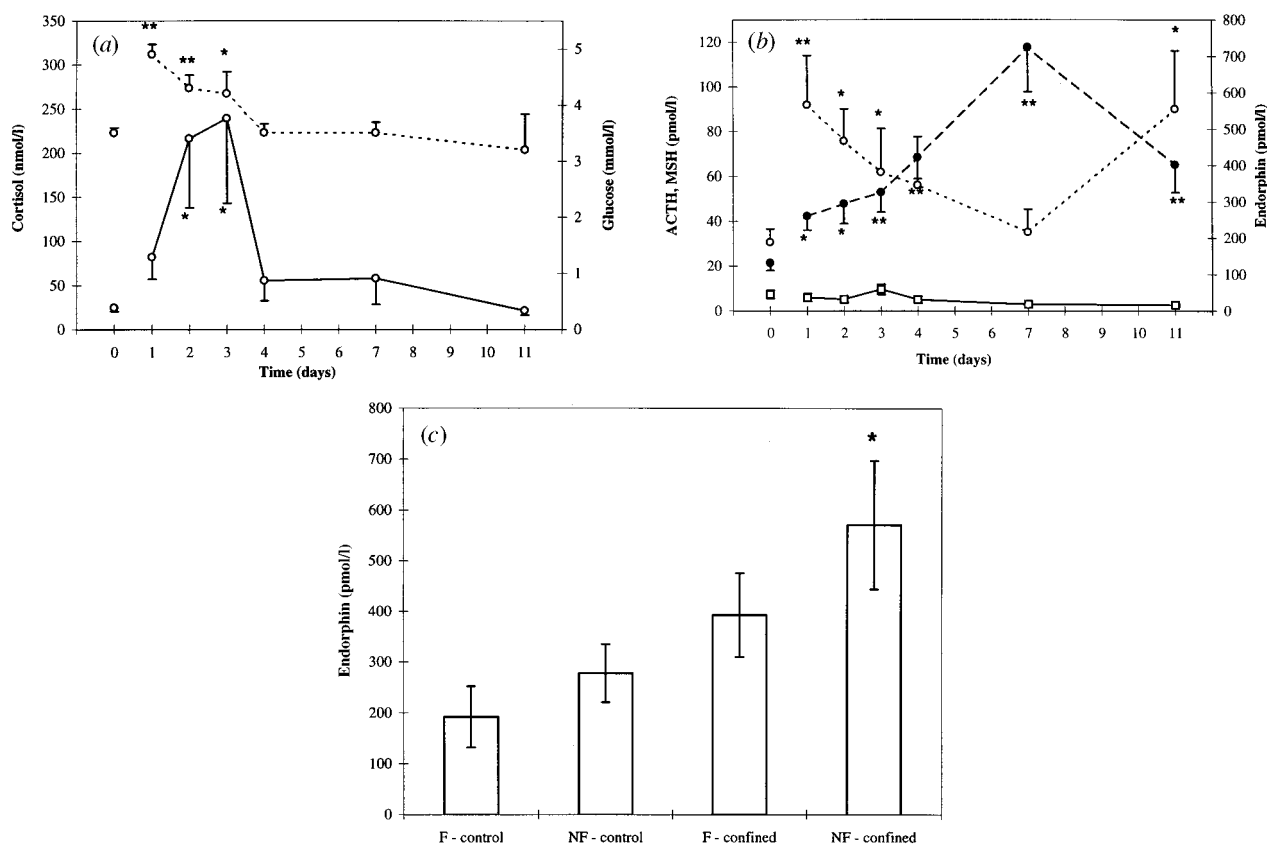 (a)
Cortisol (nmol/l)
350
300
250
200
150
100
50
0
** ** *
* *
5
4
3
2
1
0
Glucose (mmol/l)
0 1 2 3 4 5 6 7 8 9 10 11
Time (days)
(b)
ACTH, MSH (pmol/l)
120
100
80
60
40
20
0
** * * *
* * ** ** ** **
800
700
600
500
400
300
200
100
0
Endorphin (pmol/l)
0 1 2 3 4 5 6 7 8 9 10 11
Time (days)
(c)
Endorphin (pmol/l)
800
700
600
500
400
300
200
100
0
*
F - control NF - control F - confined NF - confined